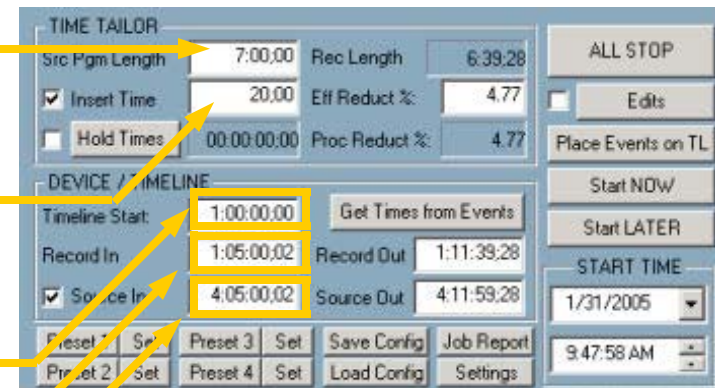 TIME TAILOR
Src Pgm Length 7:00;00 Rec Length 6:39;28
Insert Time 20;00 Eff Reduct %: 4.77
Hold Times 00:00:00;00 Proc Reduct %: 4.77
DEVICE / TIMELINE
Timeline Start: 1:00:00;00 Get Times from Events
Record In 1:05:00;02 Record Out 1:11:39;28
Source In 4:05:00;02 Source Out 4:11:59;28
Preset 1 Set Preset 3 Set Save Config Job Report
Preset 2 Set Preset 4 Set Load Config Settings
ALL STOP
Edits
Place Events on TL
Start NOW
Start LATER
START TIME
1/31/2005
9:47:58 AM